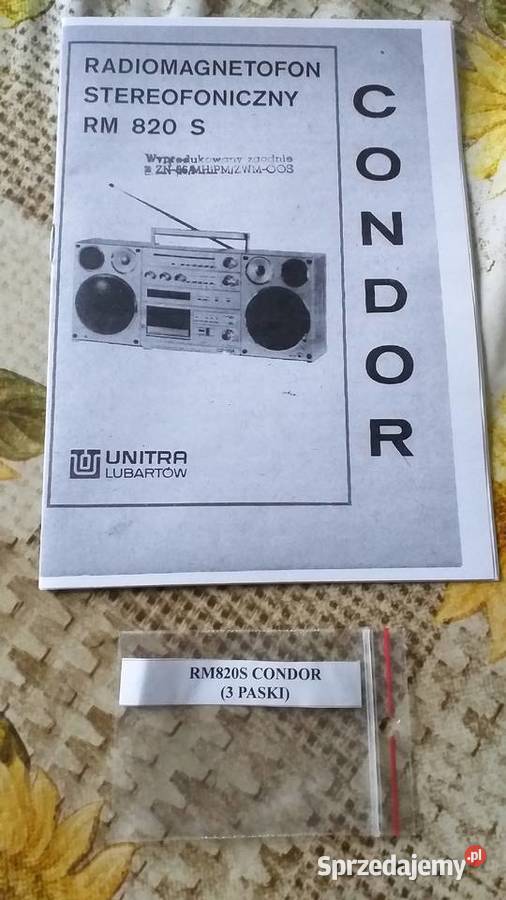 RADIOMAGNETOFON
STEREOFONICZNY
RM 820 S
CONDOR
Wyprodukowany zgodnie
UNITRA
LUBARTÓW
RM820S CONDOR
(3 PASKI)
Sprzedajemy.pl